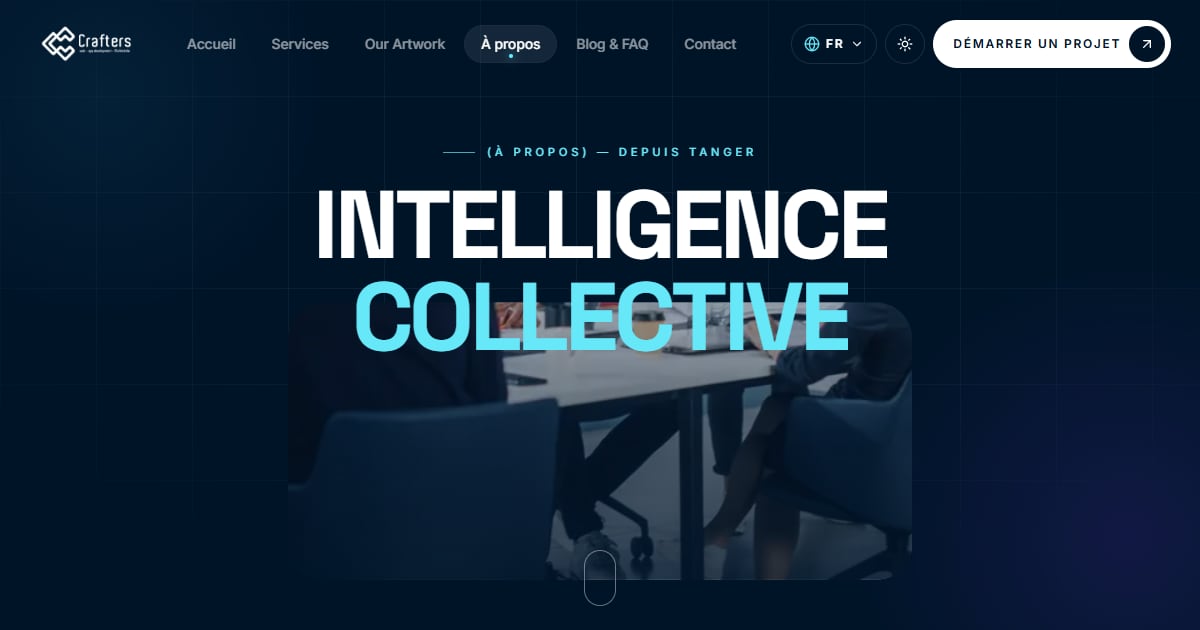 Crafters
Accueil
Services
Our Artwork
À propos
Blog & FAQ
Contact
FR
DÉMARRER UN PROJET
(À PROPOS) — DEPUIS TANGER
INTELLIGENCE
COLLECTIVE